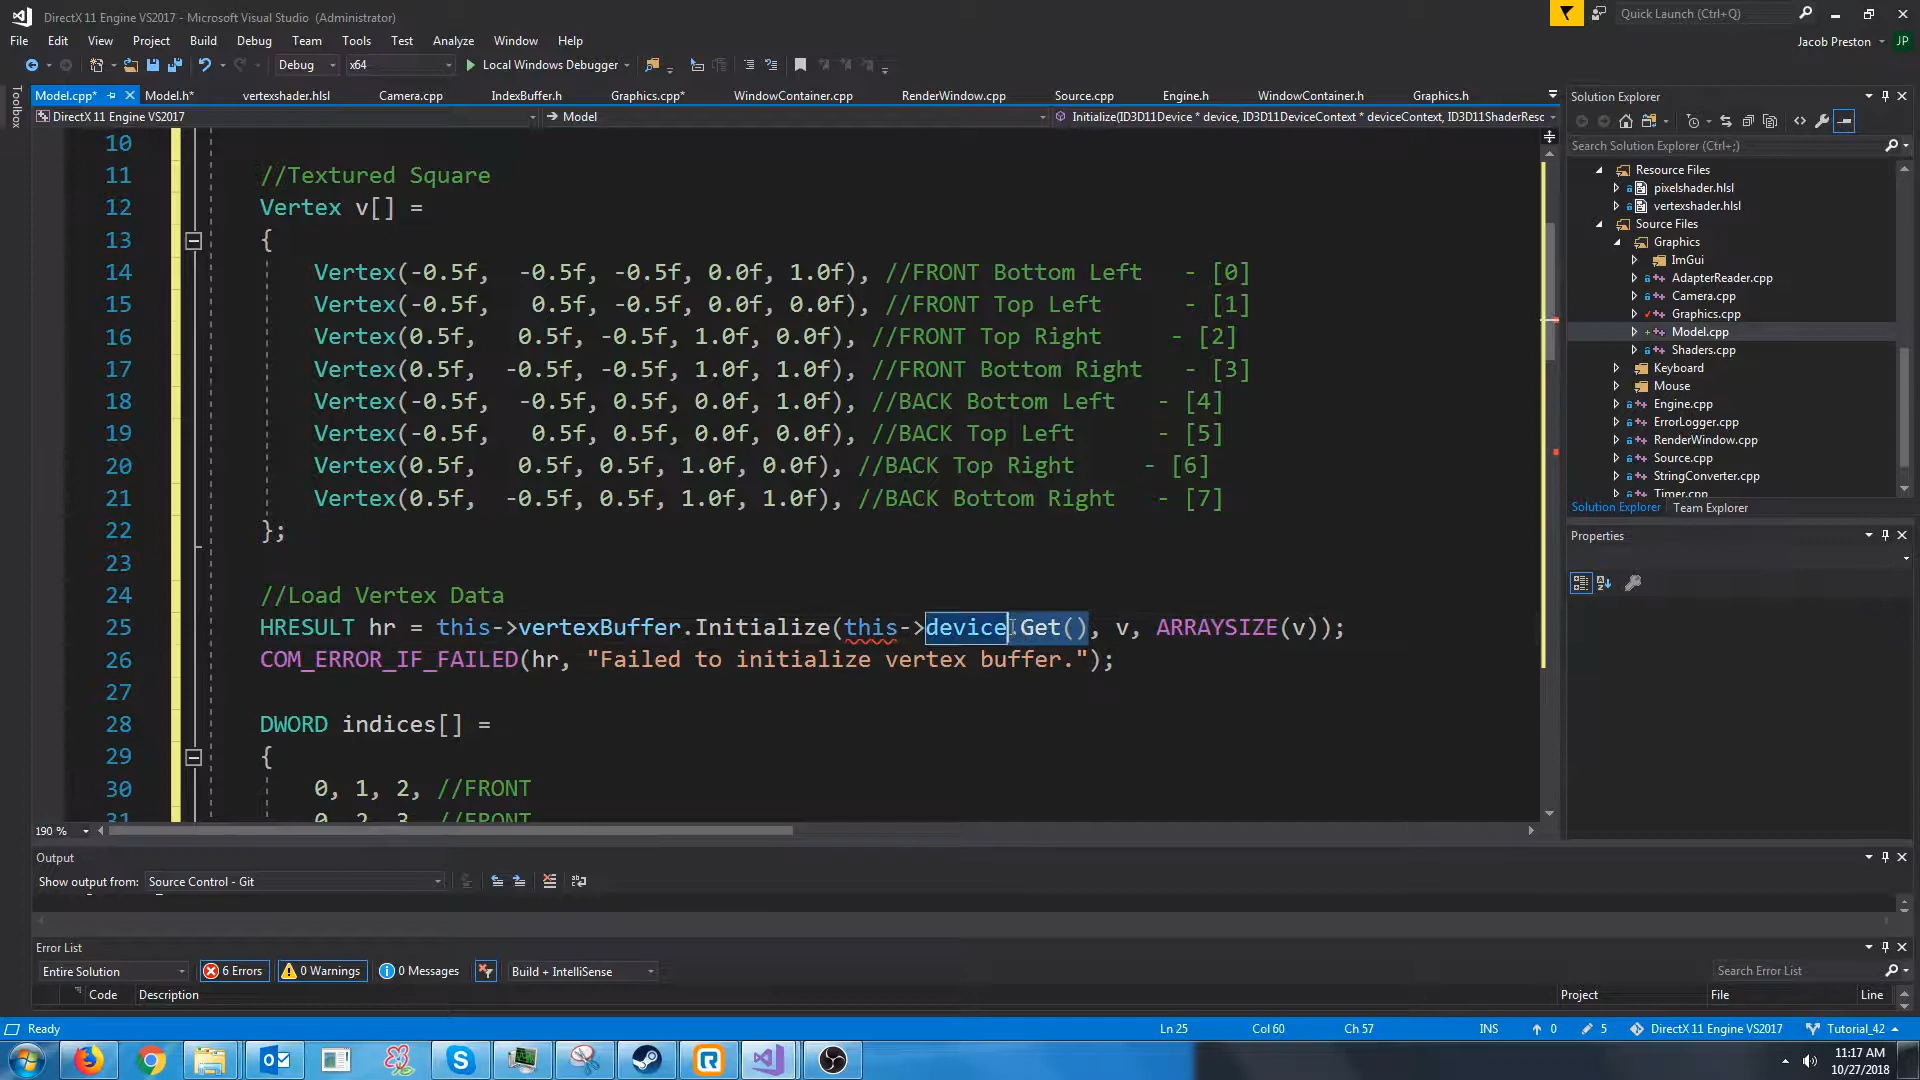 DirectX 11 Engine VS2017 - Microsoft Visual Studio (Administrator)
Quick Launch (Ctrl+Q)
File Edit View Project Build Debug Team Tools Test Analyze Window Help
Jacob Preston JP
Debug x64 Local Windows Debugger
Toolbox
Model.cpp* Model.h* vertexshader.hlsl Camera.cpp IndexBuffer.h Graphics.cpp* WindowContainer.cpp RenderWindow.cpp Source.cpp Engine.h WindowContainer.h Graphics.h
DirectX 11 Engine VS2017 Model Initialize(ID3D11Device * device, ID3D11DeviceContext * deviceContext, ID3D11ShaderResc
10
11 //Textured Square
12 Vertex v[] =
13 {
14 Vertex(-0.5f, -0.5f, -0.5f, 0.0f, 1.0f), //FRONT Bottom Left - [0]
15 Vertex(-0.5f, 0.5f, -0.5f, 0.0f, 0.0f), //FRONT Top Left - [1]
16 Vertex(0.5f, 0.5f, -0.5f, 1.0f, 0.0f), //FRONT Top Right - [2]
17 Vertex(0.5f, -0.5f, -0.5f, 1.0f, 1.0f), //FRONT Bottom Right - [3]
18 Vertex(-0.5f, -0.5f, 0.5f, 0.0f, 1.0f), //BACK Bottom Left - [4]
19 Vertex(-0.5f, 0.5f, 0.5f, 0.0f, 0.0f), //BACK Top Left - [5]
20 Vertex(0.5f, 0.5f, 0.5f, 1.0f, 0.0f), //BACK Top Right - [6]
21 Vertex(0.5f, -0.5f, 0.5f, 1.0f, 1.0f), //BACK Bottom Right - [7]
22 };
23
24 //Load Vertex Data
25 HRESULT hr = this->vertexBuffer.Initialize(this->device.Get(), v, ARRAYSIZE(v));
26 COM_ERROR_IF_FAILED(hr, "Failed to initialize vertex buffer.");
27
28 DWORD indices[] =
29 {
30 0, 1, 2, //FRONT
31 0, 2, 3, //FRONT
190 %
Solution Explorer
Search Solution Explorer (Ctrl+;)
Resource Files
pixelshader.hlsl
vertexshader.hlsl
Source Files
Graphics
ImGui
AdapterReader.cpp
Camera.cpp
Graphics.cpp
Model.cpp
Shaders.cpp
Keyboard
Mouse
Engine.cpp
ErrorLogger.cpp
RenderWindow.cpp
Source.cpp
StringConverter.cpp
Timer.cpp
Solution Explorer Team Explorer
Properties
Output
Show output from: Source Control - Git
Error List
Entire Solution 6 Errors 0 Warnings 0 Messages Build + IntelliSense Search Error List
Code Description Project File Line
Ready Ln 25 Col 60 Ch 57 INS 0 5 DirectX 11 Engine VS2017 Tutorial_42
11:17 AM
10/27/2018